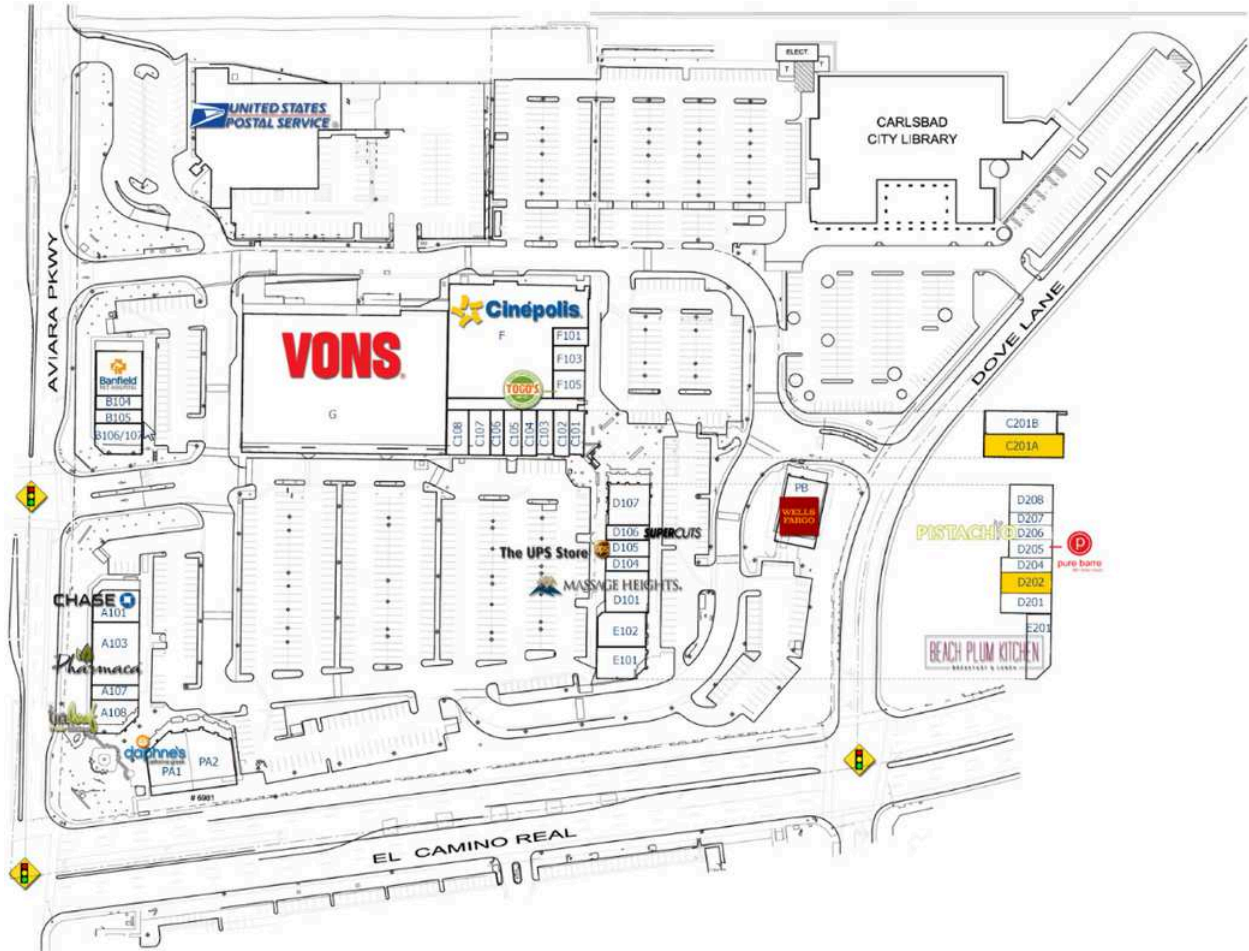 ELECT.
T
T
UNITED STATES
POSTAL SERVICE
CARLSBAD
CITY LIBRARY
AVIARA PKWY
DOVE LANE
Cinépolis
F
F101
F103
F105
VONS
G
TOGO'S
Banfield
PET HOSPITAL
B104
B105
B106/107
C108
C107
C106
C105
C104
C103
C102
C101
C201B
C201A
PB
WELLS
FARGO
D107
D106
SUPERCUTS
The UPS Store
D105
D104
MASSAGE HEIGHTS
D101
E102
E101
D208
D207
PISTACHIO
D206
D205
pure barre
D204
D202
D201
E201
BEACH PLUM KITCHEN
CHASE
A101
A103
Pharmaca
A107
A108
daphne's
PA1
PA2
# 6981
EL CAMINO REAL